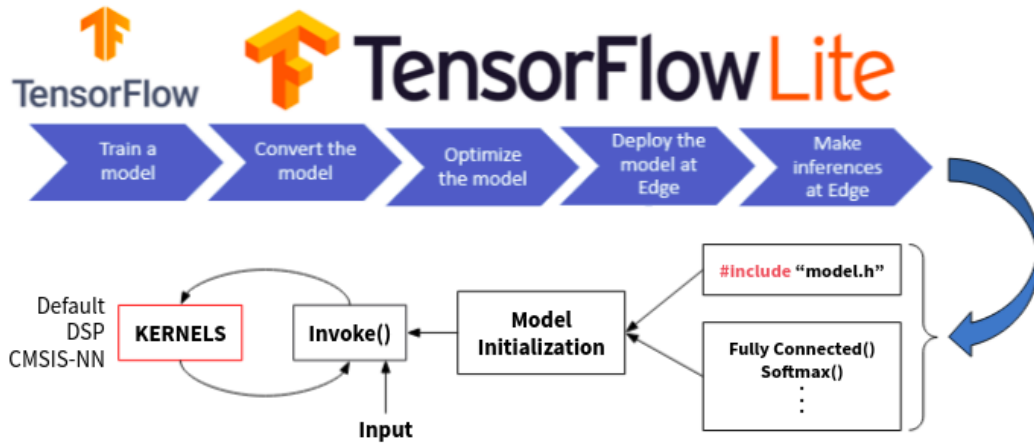 TensorFlow
TensorFlow Lite
Train a
model
Convert the
model
Optimize
the model
Deploy the
model at
Edge
Make
inferences
at Edge
Default
DSP
CMSIS-NN
KERNELS
Invoke()
Input
Model
Initialization
#include “model.h”
Fully Connected()
Softmax()
⋮